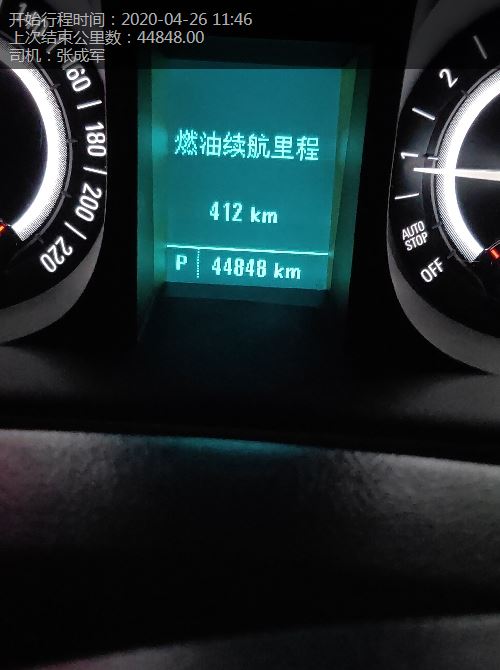 开始行程时间：2020-04-26 11:46
上次结束公里数：44848.00
司机：张成军
160
180
200
220
燃油续航里程
412 km
P 44848 km
2
1
AUTO STOP
OFF